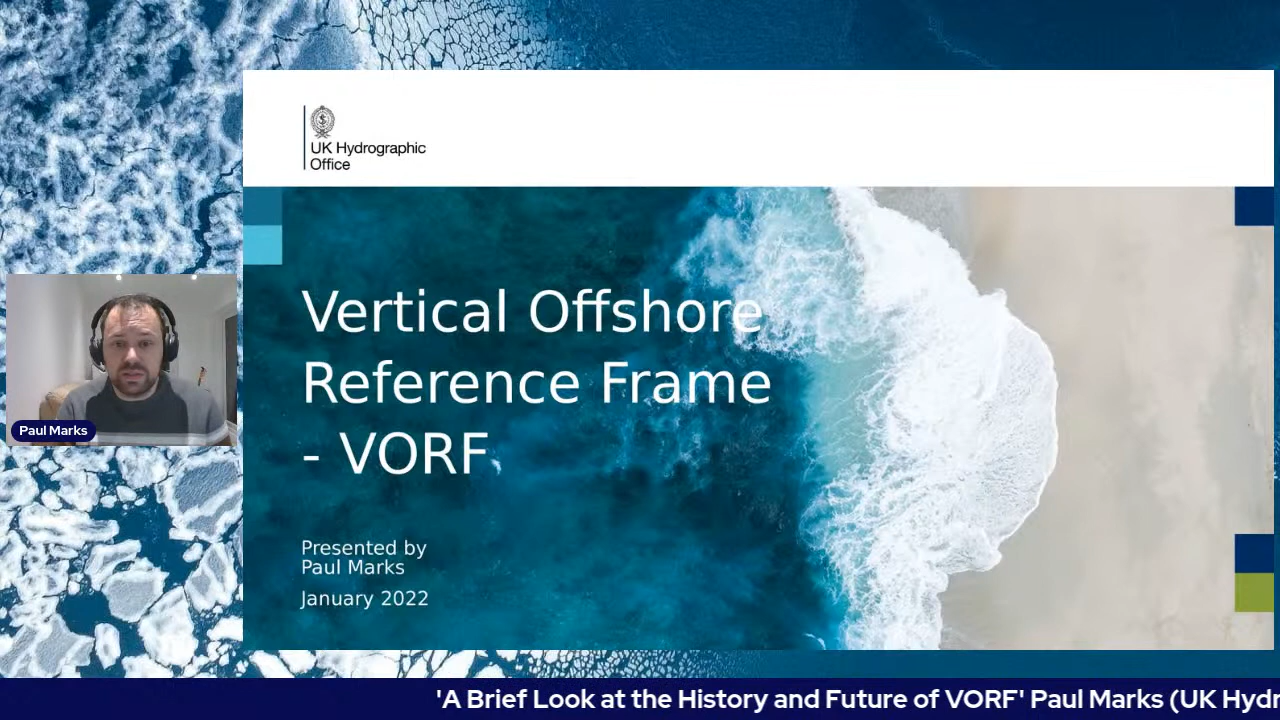 UK Hydrographic
Office
Vertical Offshore
Reference Frame
- VORF
Presented by
Paul Marks
January 2022
Paul Marks
'A Brief Look at the History and Future of VORF' Paul Marks (UK Hydr